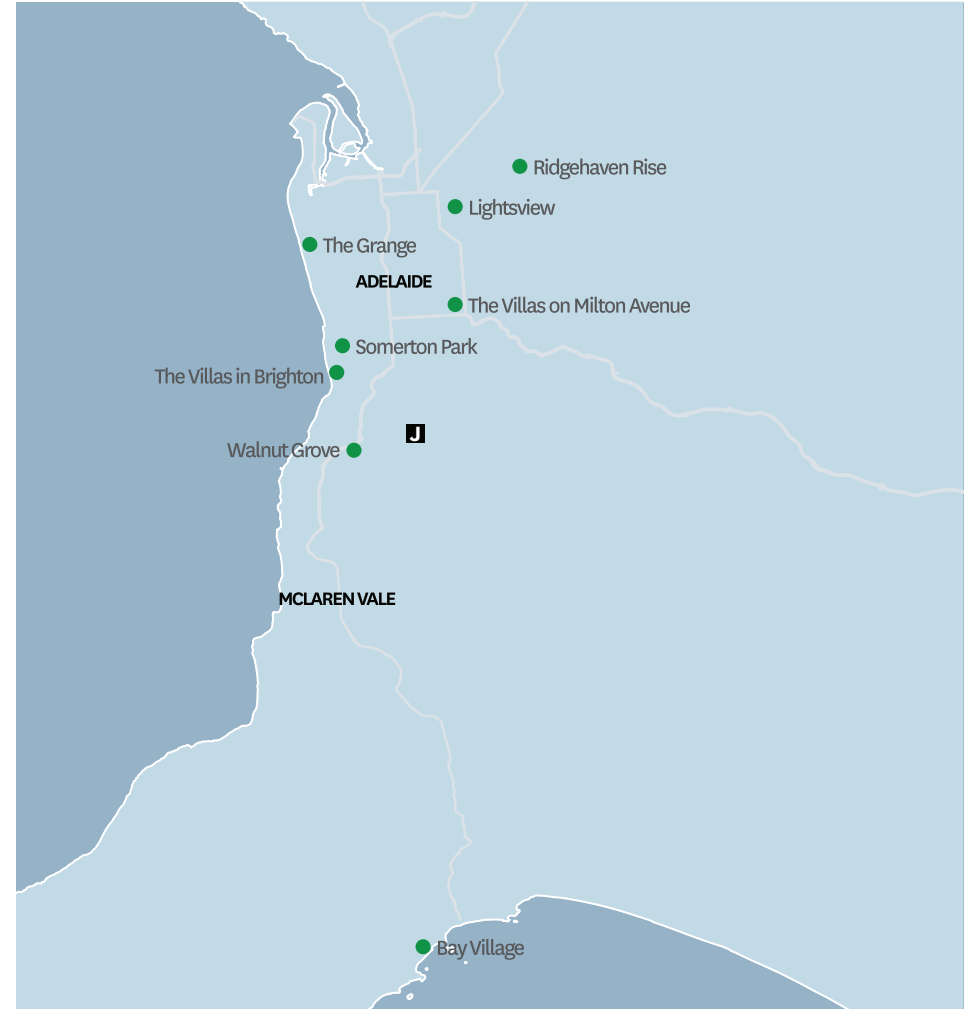 Ridgehaven Rise
Lightsview
The Grange
ADELAIDE
The Villas on Milton Avenue
Somerton Park
The Villas in Brighton
J
Walnut Grove
MCLAREN VALE
Bay Village